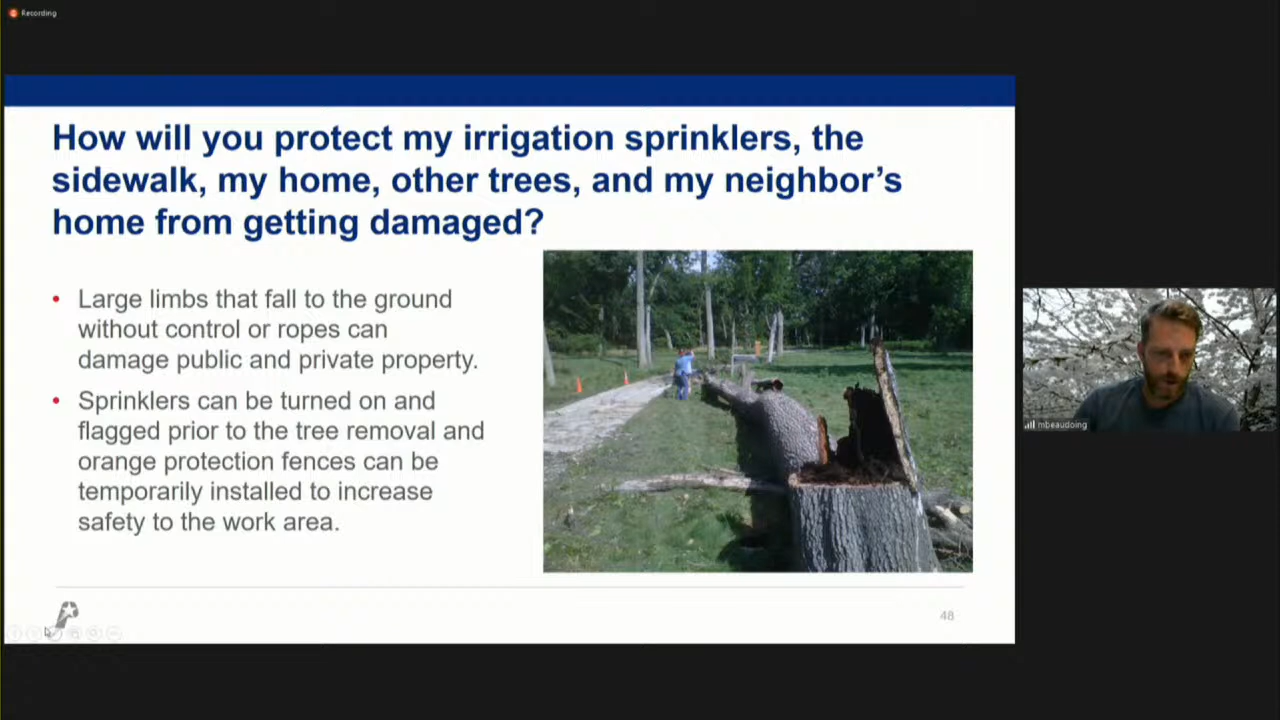 Recording
How will you protect my irrigation sprinklers, the
sidewalk, my home, other trees, and my neighbor’s
home from getting damaged?
• Large limbs that fall to the ground
without control or ropes can
damage public and private property.
• Sprinklers can be turned on and
flagged prior to the tree removal and
orange protection fences can be
temporarily installed to increase
safety to the work area.
48
mbeaudoing